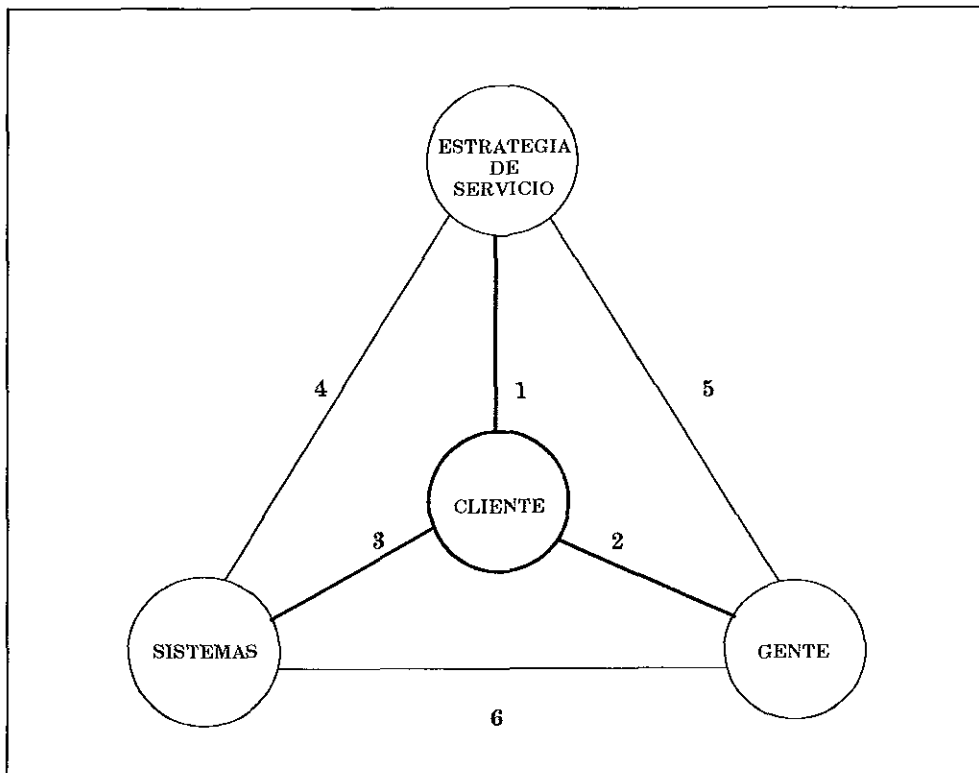 ESTRATEGIA
DE
SERVICIO
4
1
5
CLIENTE
3
2
SISTEMAS
GENTE
6